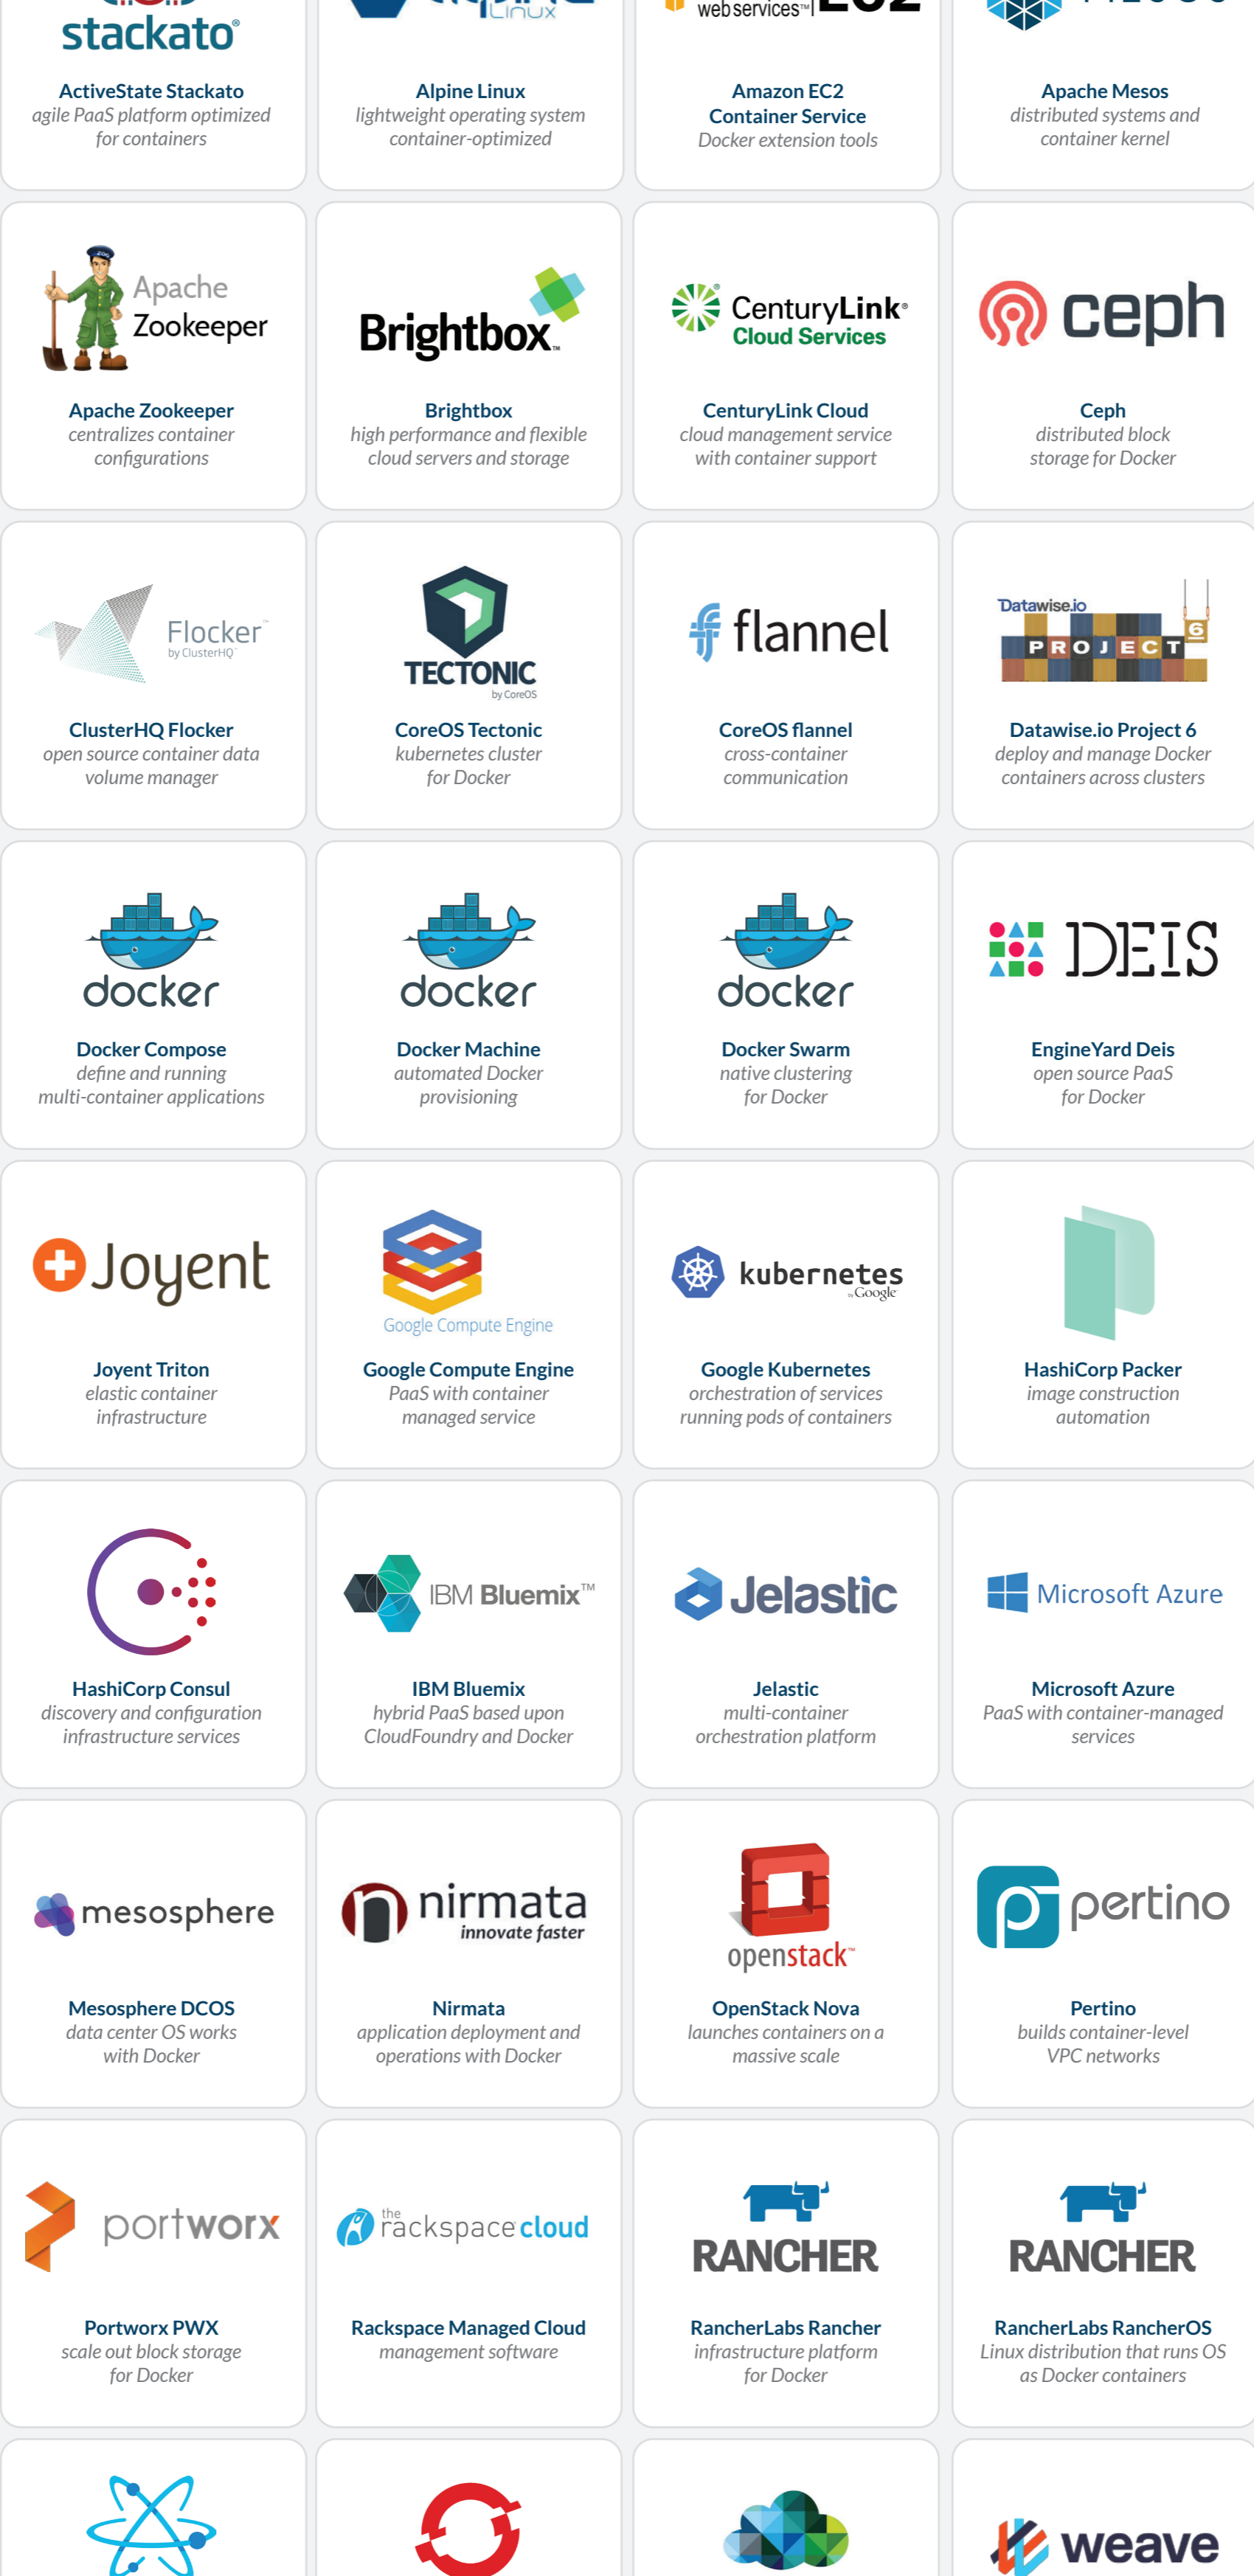 stackato®
Linux
web services™
ActiveState Stackato
agile PaaS platform optimized
for containers
Alpine Linux
lightweight operating system
container-optimized
Amazon EC2
Container Service
Docker extension tools
Apache Mesos
distributed systems and
container kernel
Apache
Zookeeper
Brightbox™
CenturyLink®
Cloud Services
ceph
Apache Zookeeper
centralizes container
configurations
Brightbox
high performance and flexible
cloud servers and storage
CenturyLink Cloud
cloud management service
with container support
Ceph
distributed block
storage for Docker
Flocker™
by ClusterHQ
TECTONIC
by CoreOS
flannel
Datawise.io
PROJECT 6
ClusterHQ Flocker
open source container data
volume manager
CoreOS Tectonic
kubernetes cluster
for Docker
CoreOS flannel
cross-container
communication
Datawise.io Project 6
deploy and manage Docker
containers across clusters
docker
docker
docker
DEIS
Docker Compose
define and running
multi-container applications
Docker Machine
automated Docker
provisioning
Docker Swarm
native clustering
for Docker
EngineYard Deis
open source PaaS
for Docker
Joyent
Google Compute Engine
kubernetes
by Google
Joyent Triton
elastic container
infrastructure
Google Compute Engine
PaaS with container
managed service
Google Kubernetes
orchestration of services
running pods of containers
HashiCorp Packer
image construction
automation
IBM Bluemix™
Jelastic
Microsoft Azure
HashiCorp Consul
discovery and configuration
infrastructure services
IBM Bluemix
hybrid PaaS based upon
CloudFoundry and Docker
Jelastic
multi-container
orchestration platform
Microsoft Azure
PaaS with container-managed
services
mesosphere
nirmata
innovate faster
openstack™
pertino
Mesosphere DCOS
data center OS works
with Docker
Nirmata
application deployment and
operations with Docker
OpenStack Nova
launches containers on a
massive scale
Pertino
builds container-level
VPC networks
portworx
the
rackspace cloud
RANCHER
RANCHER
Portworx PWX
scale out block storage
for Docker
Rackspace Managed Cloud
management software
RancherLabs Rancher
infrastructure platform
for Docker
RancherLabs RancherOS
Linux distribution that runs OS
as Docker containers
weave